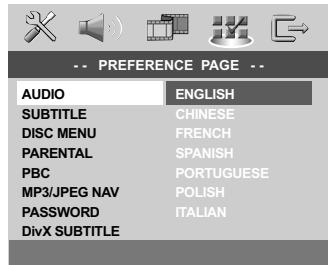 - - PREFERENCE PAGE - -
AUDIO ENGLISH
SUBTITLE CHINESE
DISC MENU FRENCH
PARENTAL SPANISH
PBC PORTUGUESE
MP3/JPEG NAV POLISH
PASSWORD ITALIAN
DivX SUBTITLE